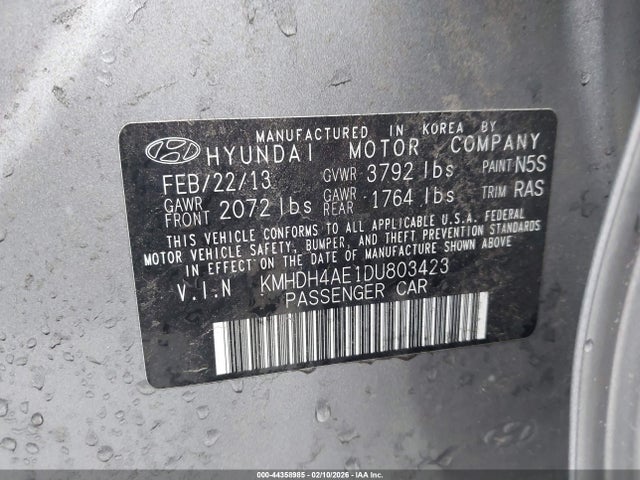 MANUFACTURED IN KOREA BY
HYUNDAI MOTOR COMPANY
FEB/22/13 GVWR 3792 lbs PAINT N5S
GAWR FRONT 2072 lbs GAWR REAR 1764 lbs TRIM RAS
THIS VEHICLE CONFORMS TO ALL APPLICABLE U.S.A. FEDERAL
MOTOR VEHICLE SAFETY, BUMPER, AND THEFT PREVENTION STANDARDS
IN EFFECT ON THE DATE OF MANUFACTURE SHOWN ABOVE.
V.I.N KMHDH4AE1DU803423
PASSENGER CAR
000-44358985 - 02/10/2026 - IAA Inc.